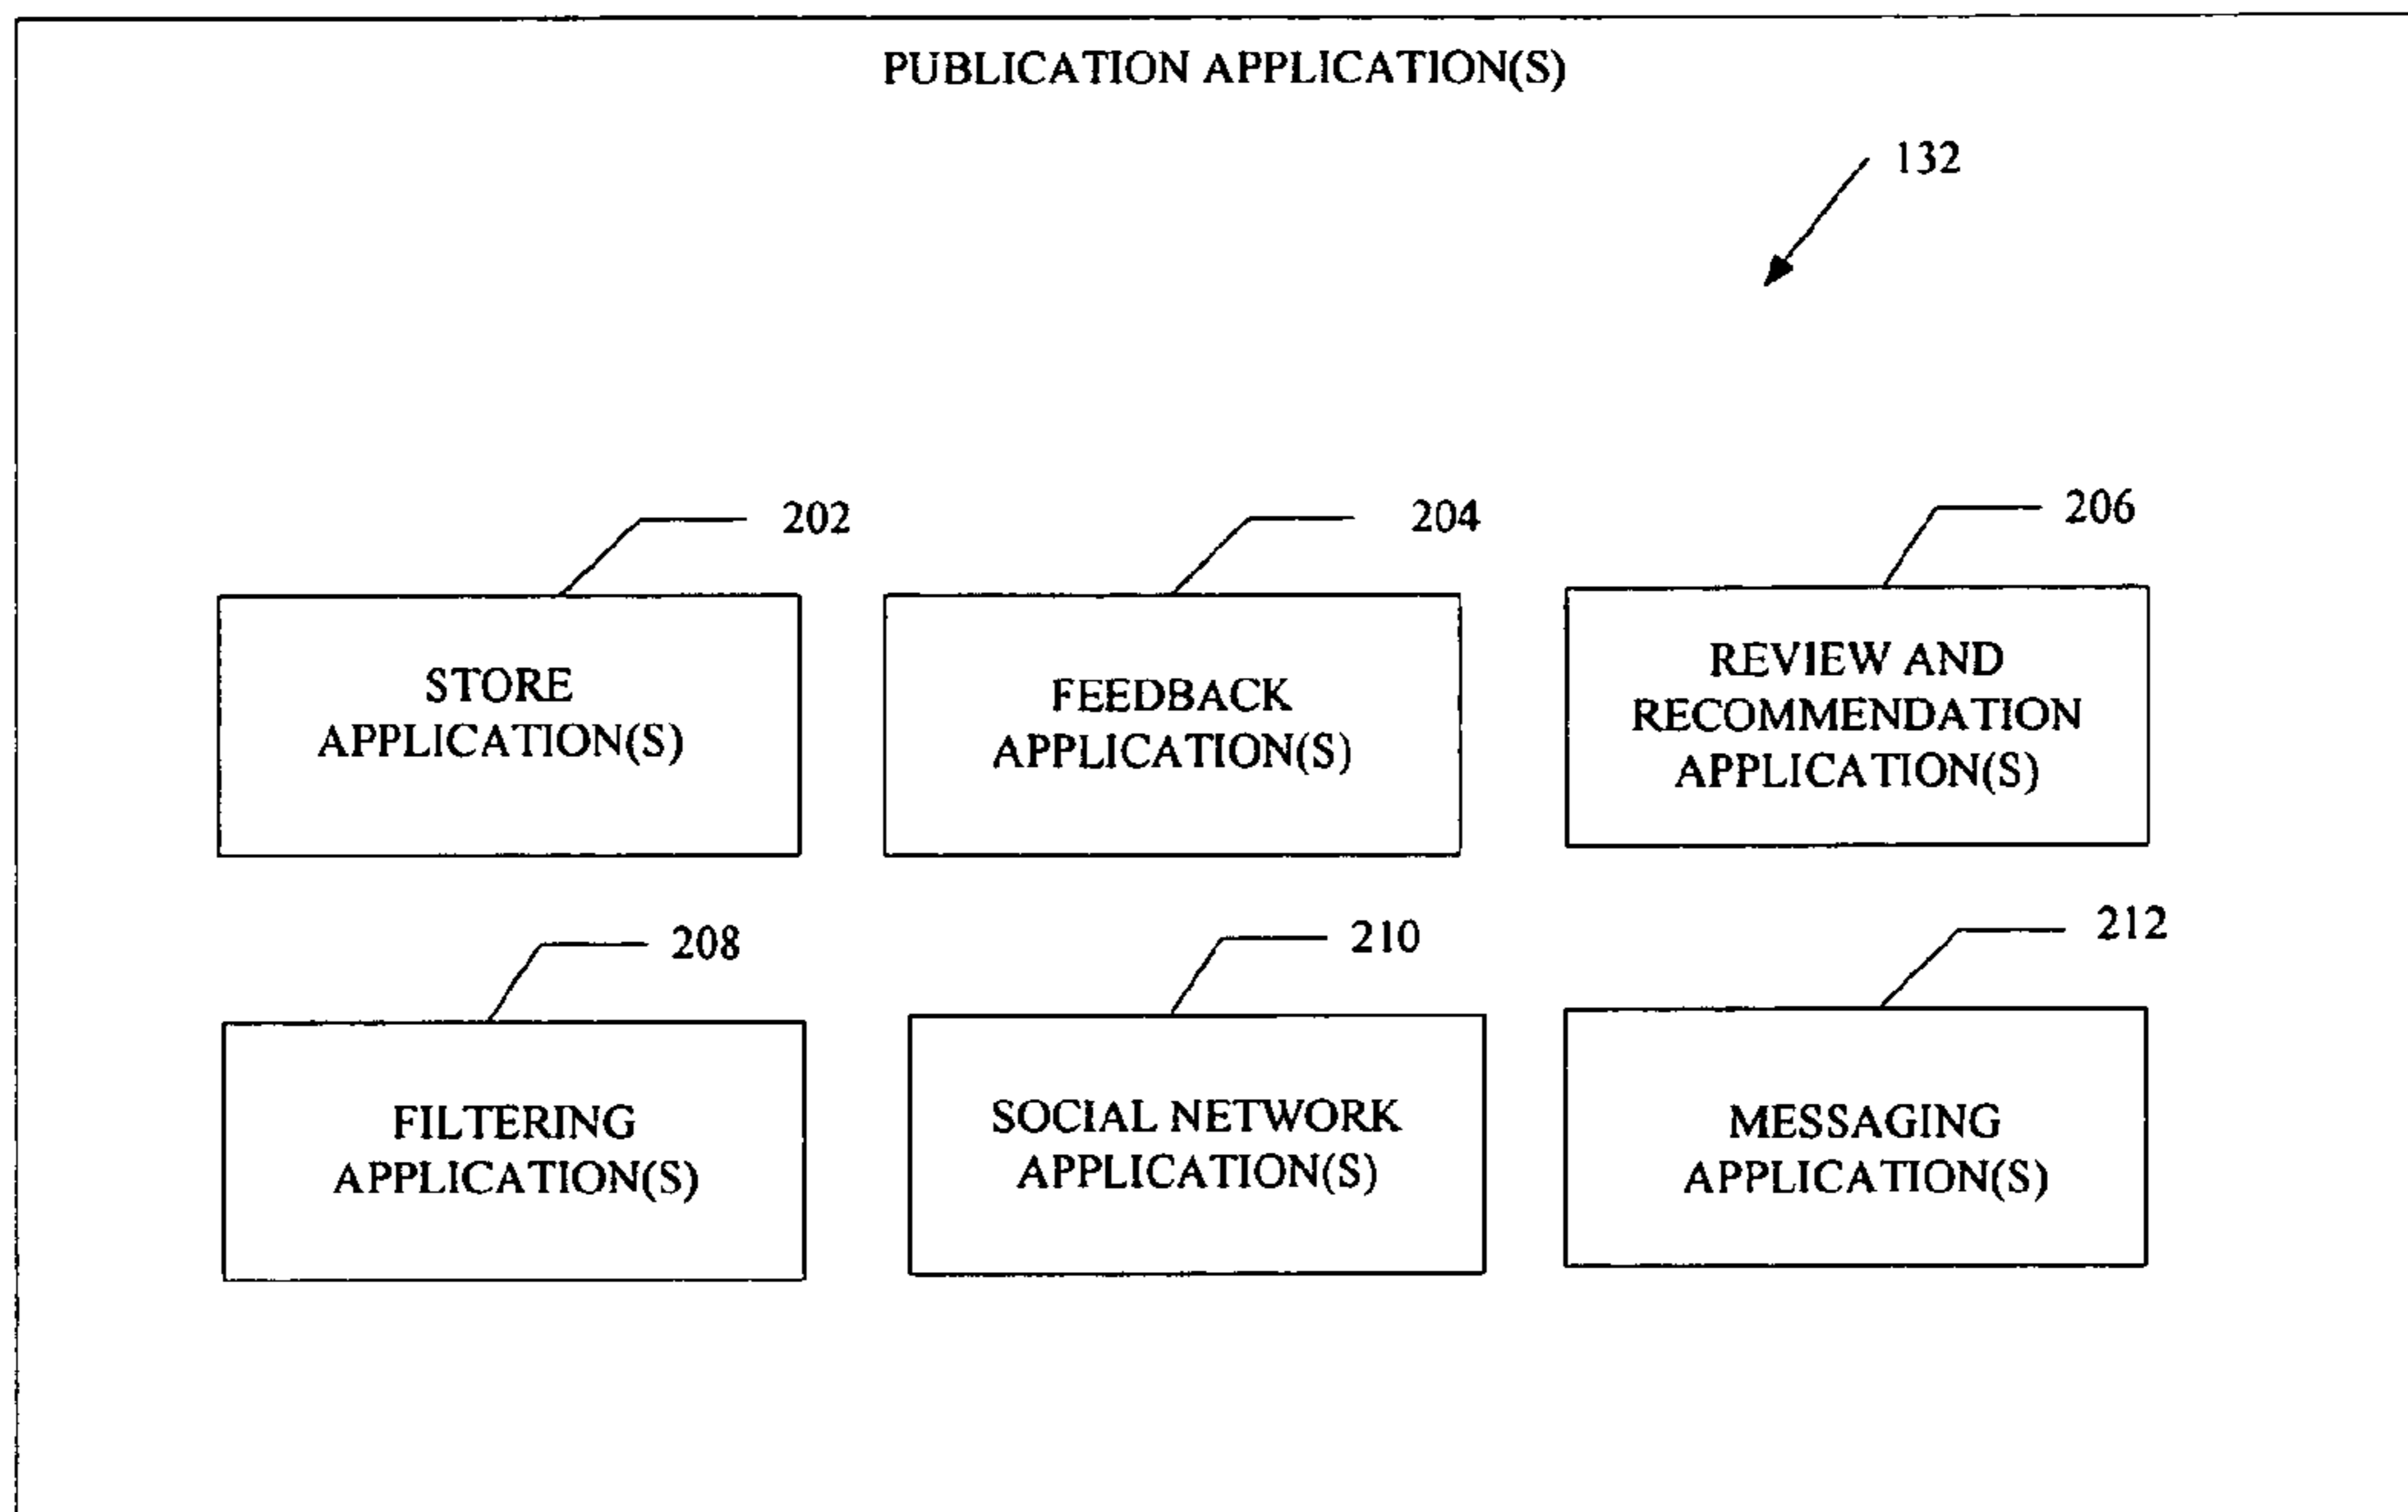 PUBLICATION APPLICATION(S)
132
202
204
206
STORE
APPLICATION(S)
FEEDBACK
APPLICATION(S)
REVIEW AND
RECOMMENDATION
APPLICATION(S)
208
210
212
FILTERING
APPLICATION(S)
SOCIAL NETWORK
APPLICATION(S)
MESSAGING
APPLICATION(S)